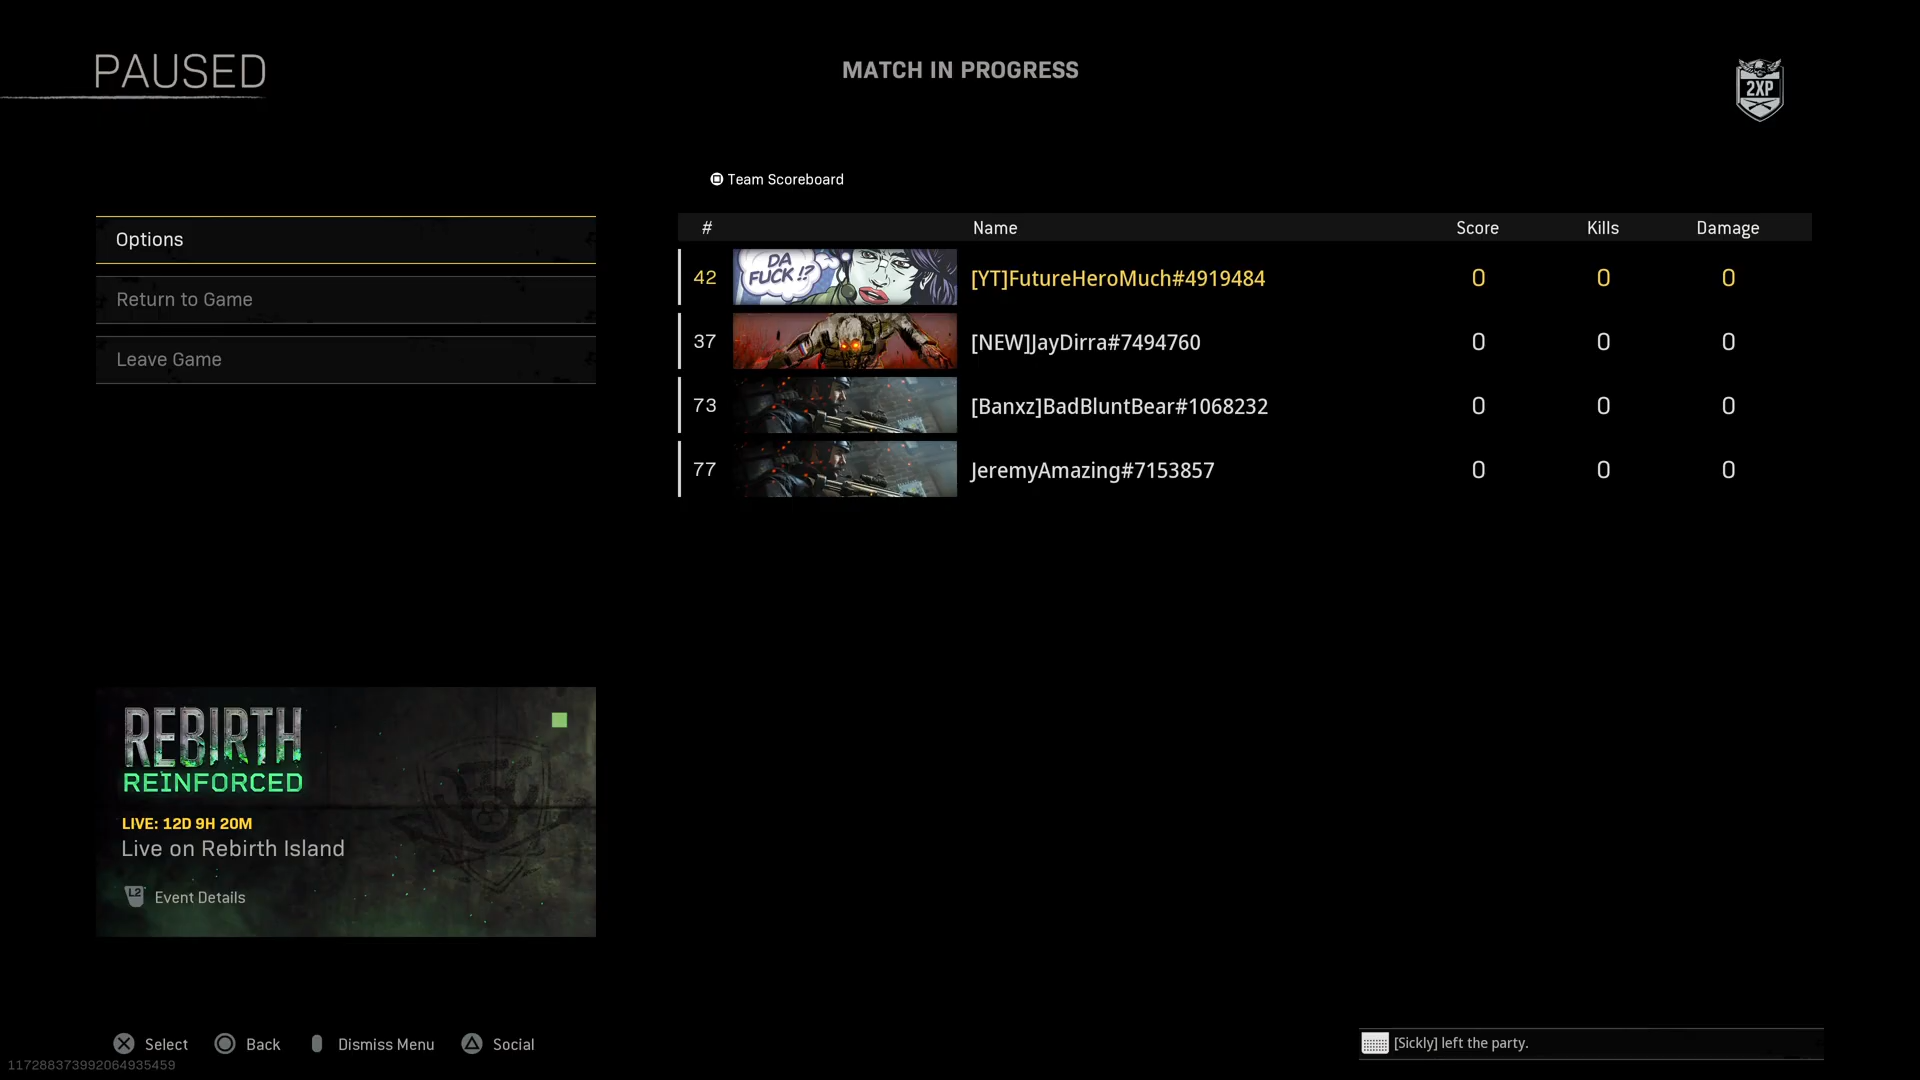 PAUSED
MATCH IN PROGRESS
2XP
Team Scoreboard
Options
Return to Game
Leave Game
# Name Score Kills Damage
DA FUCK!?
42 [YT]FutureHeroMuch#4919484 0 0 0
37 [NEW]JayDirra#7494760 0 0 0
73 [Banxz]BadBluntBear#1068232 0 0 0
77 JeremyAmazing#7153857 0 0 0
REBIRTH
REINFORCED
LIVE: 12D 9H 20M
Live on Rebirth Island
L2 Event Details
Select Back Dismiss Menu Social
[Sickly] left the party.
117288373992064935459